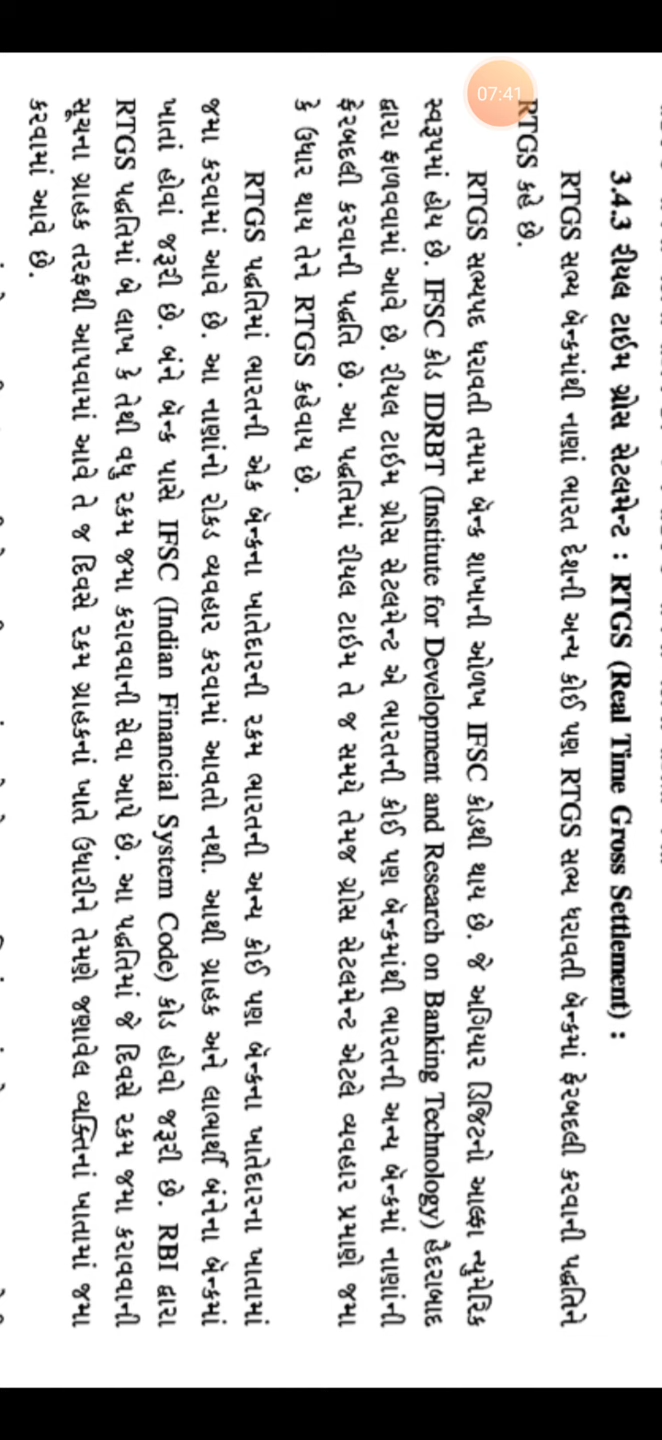 3.4.3 રીયલ ટાઈમ ગ્રોસ સેટલમેન્ટ : RTGS (Real Time Gross Settlement) :
RTGS સભ્ય બેન્કમાંથી નાણાં ભારત દેશની અન્ય કોઈ પણ RTGS સભ્ય ધરાવતી બેન્કમાં ફેરબદલી કરવાની પદ્ધતિને
RTGS કહે છે.
RTGS સભ્યપદ ધરાવતી તમામ બેન્ક શાખાની ઓળખ IFSC કોડથી થાય છે. જે અગિયાર ડિજિટનો આલ્ફા ન્યુમેરિક
સ્વરૂપમાં હોય છે. IFSC કોડ IDRBT (Institute for Development and Research on Banking Technology) હૈદરાબાદ
દ્વારા ફાળવવામાં આવે છે. રીયલ ટાઈમ ગ્રોસ સેટલમેન્ટ એ ભારતની કોઈ પણ બેન્કમાંથી ભારતની અન્ય બેન્કમાં નાણાંની
ફેરબદલી કરવાની પદ્ધતિ છે. આ પદ્ધતિમાં રીયલ ટાઈમ તે જ સમયે તેમજ ગ્રોસ સેટલમેન્ટ એટલે વ્યવહાર પ્રમાણે જમા
કે ઉધાર થાય તેને RTGS કહેવાય છે.
RTGS પદ્ધતિમાં ભારતની એક બેન્કના ખાતેદારની રકમ ભારતની અન્ય કોઈ પણ બેન્કના ખાતેદારના ખાતામાં
જમા કરવામાં આવે છે. આ નાણાંનો રોકડ વ્યવહાર કરવામાં આવતો નથી. આથી ગ્રાહક અને લાભાર્થી બંનેના બેન્કમાં
ખાતાં હોવાં જરૂરી છે. બંને બેન્ક પાસે IFSC (Indian Financial System Code) કોડ હોવો જરૂરી છે. RBI દ્વારા
RTGS પદ્ધતિમાં બે લાખ કે તેથી વધુ રકમ જમા કરાવવાની સેવા આપે છે. આ પદ્ધતિમાં જે દિવસે રકમ જમા કરાવવાની
સૂચના ગ્રાહક તરફથી આપવામાં આવે તે જ દિવસે રકમ ગ્રાહકનાં ખાતે ઉધારીને તેમણે જણાવેલ વ્યક્તિનાં ખાતામાં જમા
કરવામાં આવે છે.
07:41